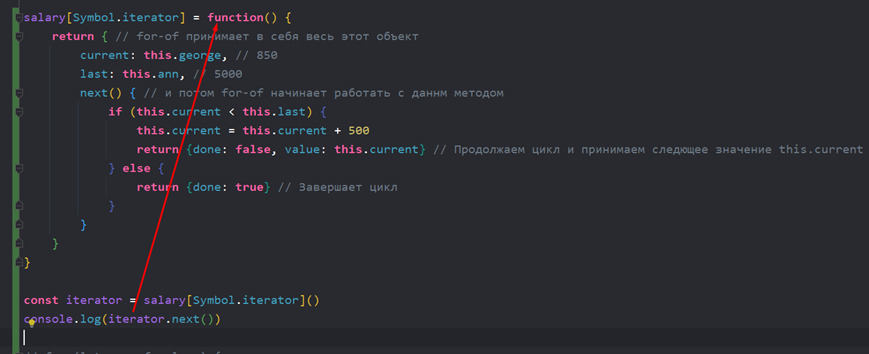 salary[Symbol.iterator] = function() {
return { // for-of принимает в себя весь этот объект
current: this.george, // 850
last: this.ann, // 5000
next() { // и потом for-of начинает работать с даннм методом
if (this.current < this.last) {
this.current = this.current + 500
return {done: false, value: this.current} // Продолжаем цикл и принимаем следющее значение this.current
} else {
return {done: true} // Завершает цикл
}
}
}
}
const iterator = salary[Symbol.iterator]()
console.log(iterator.next())